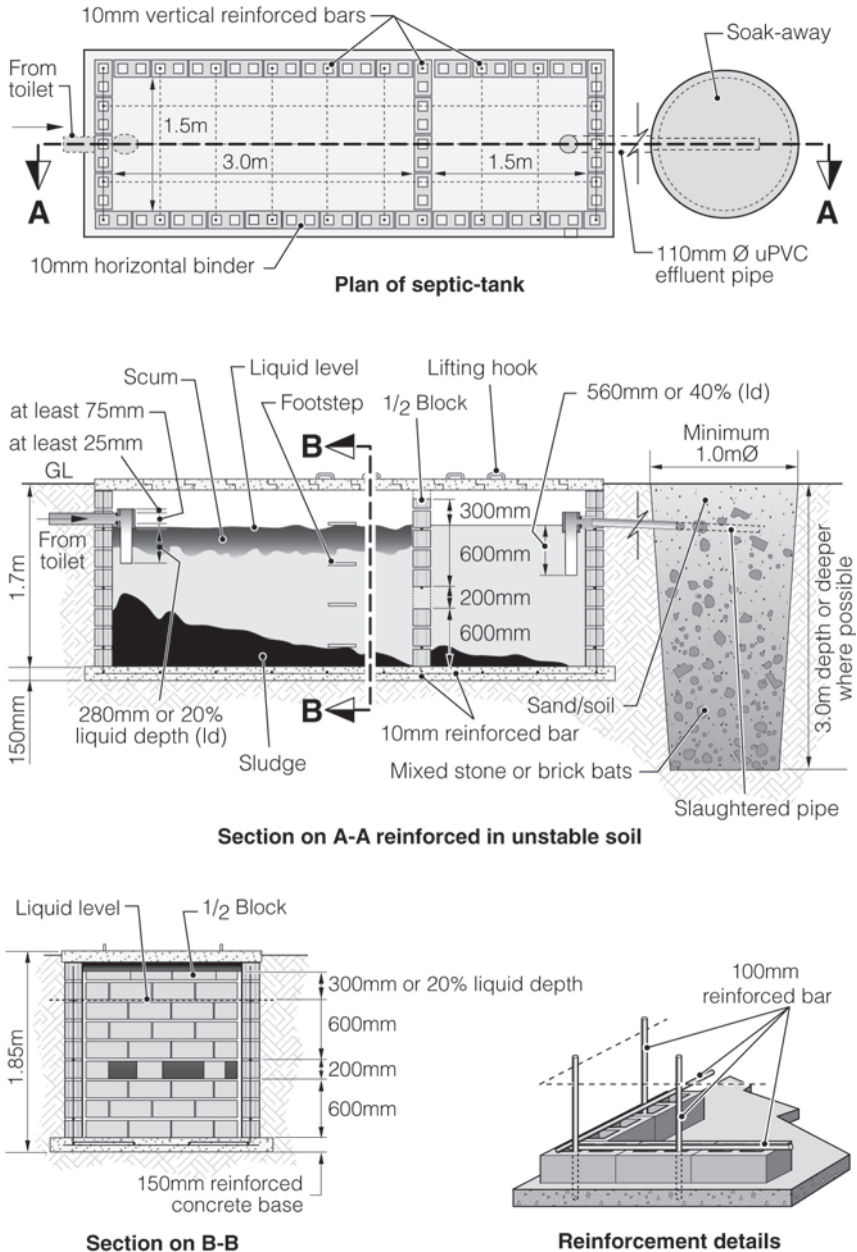 10mm vertical reinforced bars
Soak-away
From
toilet
1.5m
3.0m
1.5m
A
A
10mm horizontal binder
110mm Ø uPVC
effluent pipe
Plan of septic-tank
Liquid level
Lifting hook
Scum
Footstep
1/2 Block
560mm or 40% (ld)
at least 75mm
at least 25mm
B
Minimum
1.0mØ
GL
300mm
From
toilet
600mm
1.7m
200mm
600mm
3.0m depth or deeper
where possible
150mm
280mm or 20%
liquid depth (ld)
B
Sludge
10mm reinforced bar
Sand/soil
Mixed stone or brick bats
Slaughtered pipe
Section on A-A reinforced in unstable soil
Liquid level
1/2 Block
300mm or 20% liquid depth
600mm
1.85m
200mm
600mm
150mm reinforced
concrete base
Section on B-B
100mm
reinforced bar
Reinforcement details